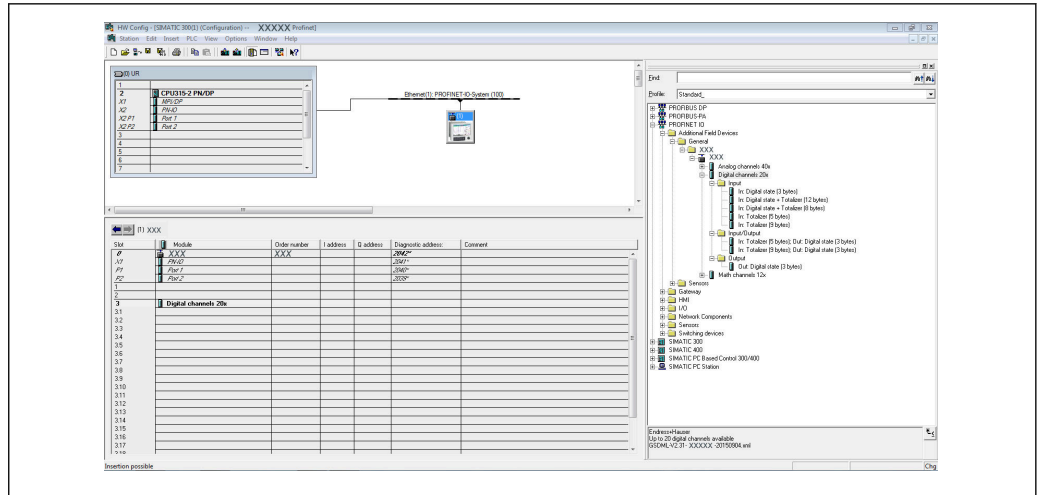 HW Config - [SIMATIC 300(1) (Configuration) -- XXXXX Profinet]
Station Edit Insert PLC View Options Window Help
(0) UR
1
2 CPU315-2 PN/DP
X1 MPI/DP
X2 PN-IO
X2 P1 Port 1
X2 P2 Port 2
3
4
5
6
7
Ethernet(1): PROFINET-IO-System (100)
(1)
Find:
Profile: Standard_
PROFIBUS DP
PROFIBUS-PA
PROFINET IO
Additional Field Devices
General
XXX
XXX
Analog channels 40x
Digital channels 20x
Input
In: Digital state (3 bytes)
In: Digital state + Totalizer (12 bytes)
In: Digital state + Totalizer (8 bytes)
In: Totalizer (5 bytes)
In: Totalizer (9 bytes)
Input/Output
In: Totalizer (5 bytes); Out: Digital state (3 bytes)
In: Totalizer (9 bytes); Out: Digital state (3 bytes)
Output
Out: Digital state (3 bytes)
Math channels 12x
Sensors
Gateway
HMI
I/O
Network Components
Sensors
Switching devices
SIMATIC 300
SIMATIC 400
SIMATIC PC Based Control 300/400
SIMATIC PC Station
(1) XXX
Slot Module Order number I address Q address Diagnostic address: Comment
0 XXX XXX 2042*
X1 PN-IO 2041*
P1 Port 1 2040*
P2 Port 2 2039*
1
2
3 Digital channels 20x
3.1
3.2
3.3
3.4
3.5
3.6
3.7
3.8
3.9
3.10
3.11
3.12
3.13
3.14
3.15
3.16
3.17
3.18
Endress+Hauser
Up to 20 digital channels available
GSDML-V2.31- XXXXX -20150904.xml
Insertion possible
Chg